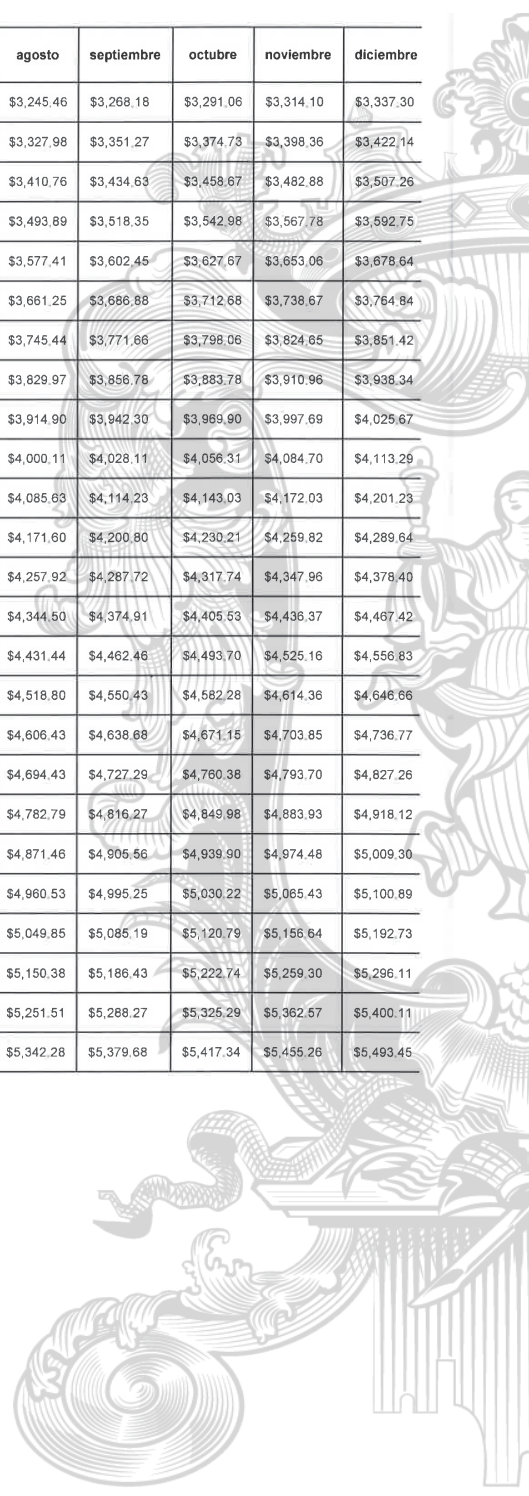 agosto septiembre octubre noviembre diciembre
$3,245.46 $3,268.18 $3,291.06 $3,314.10 $3,337.30
$3,327.98 $3,351.27 $3,374.73 $3,398.36 $3,422.14
$3,410.76 $3,434.63 $3,458.67 $3,482.88 $3,507.26
$3,493.89 $3,518.35 $3,542.98 $3,567.78 $3,592.75
$3,577.41 $3,602.45 $3,627.67 $3,653.06 $3,678.64
$3,661.25 $3,686.88 $3,712.68 $3,738.67 $3,764.84
$3,745.44 $3,771.66 $3,798.06 $3,824.65 $3,851.42
$3,829.97 $3,856.78 $3,883.78 $3,910.96 $3,938.34
$3,914.90 $3,942.30 $3,969.90 $3,997.69 $4,025.67
$4,000.11 $4,028.11 $4,056.31 $4,084.70 $4,113.29
$4,085.63 $4,114.23 $4,143.03 $4,172.03 $4,201.23
$4,171.60 $4,200.80 $4,230.21 $4,259.82 $4,289.64
$4,257.92 $4,287.72 $4,317.74 $4,347.96 $4,378.40
$4,344.50 $4,374.91 $4,405.53 $4,436.37 $4,467.42
$4,431.44 $4,462.46 $4,493.70 $4,525.16 $4,556.83
$4,518.80 $4,550.43 $4,582.28 $4,614.36 $4,646.66
$4,606.43 $4,638.68 $4,671.15 $4,703.85 $4,736.77
$4,694.43 $4,727.29 $4,760.38 $4,793.70 $4,827.26
$4,782.79 $4,816.27 $4,849.98 $4,883.93 $4,918.12
$4,871.46 $4,905.56 $4,939.90 $4,974.48 $5,009.30
$4,960.53 $4,995.25 $5,030.22 $5,065.43 $5,100.89
$5,049.85 $5,085.19 $5,120.79 $5,156.64 $5,192.73
$5,150.38 $5,186.43 $5,222.74 $5,259.30 $5,296.11
$5,251.51 $5,288.27 $5,325.29 $5,362.57 $5,400.11
$5,342.28 $5,379.68 $5,417.34 $5,455.26 $5,493.45